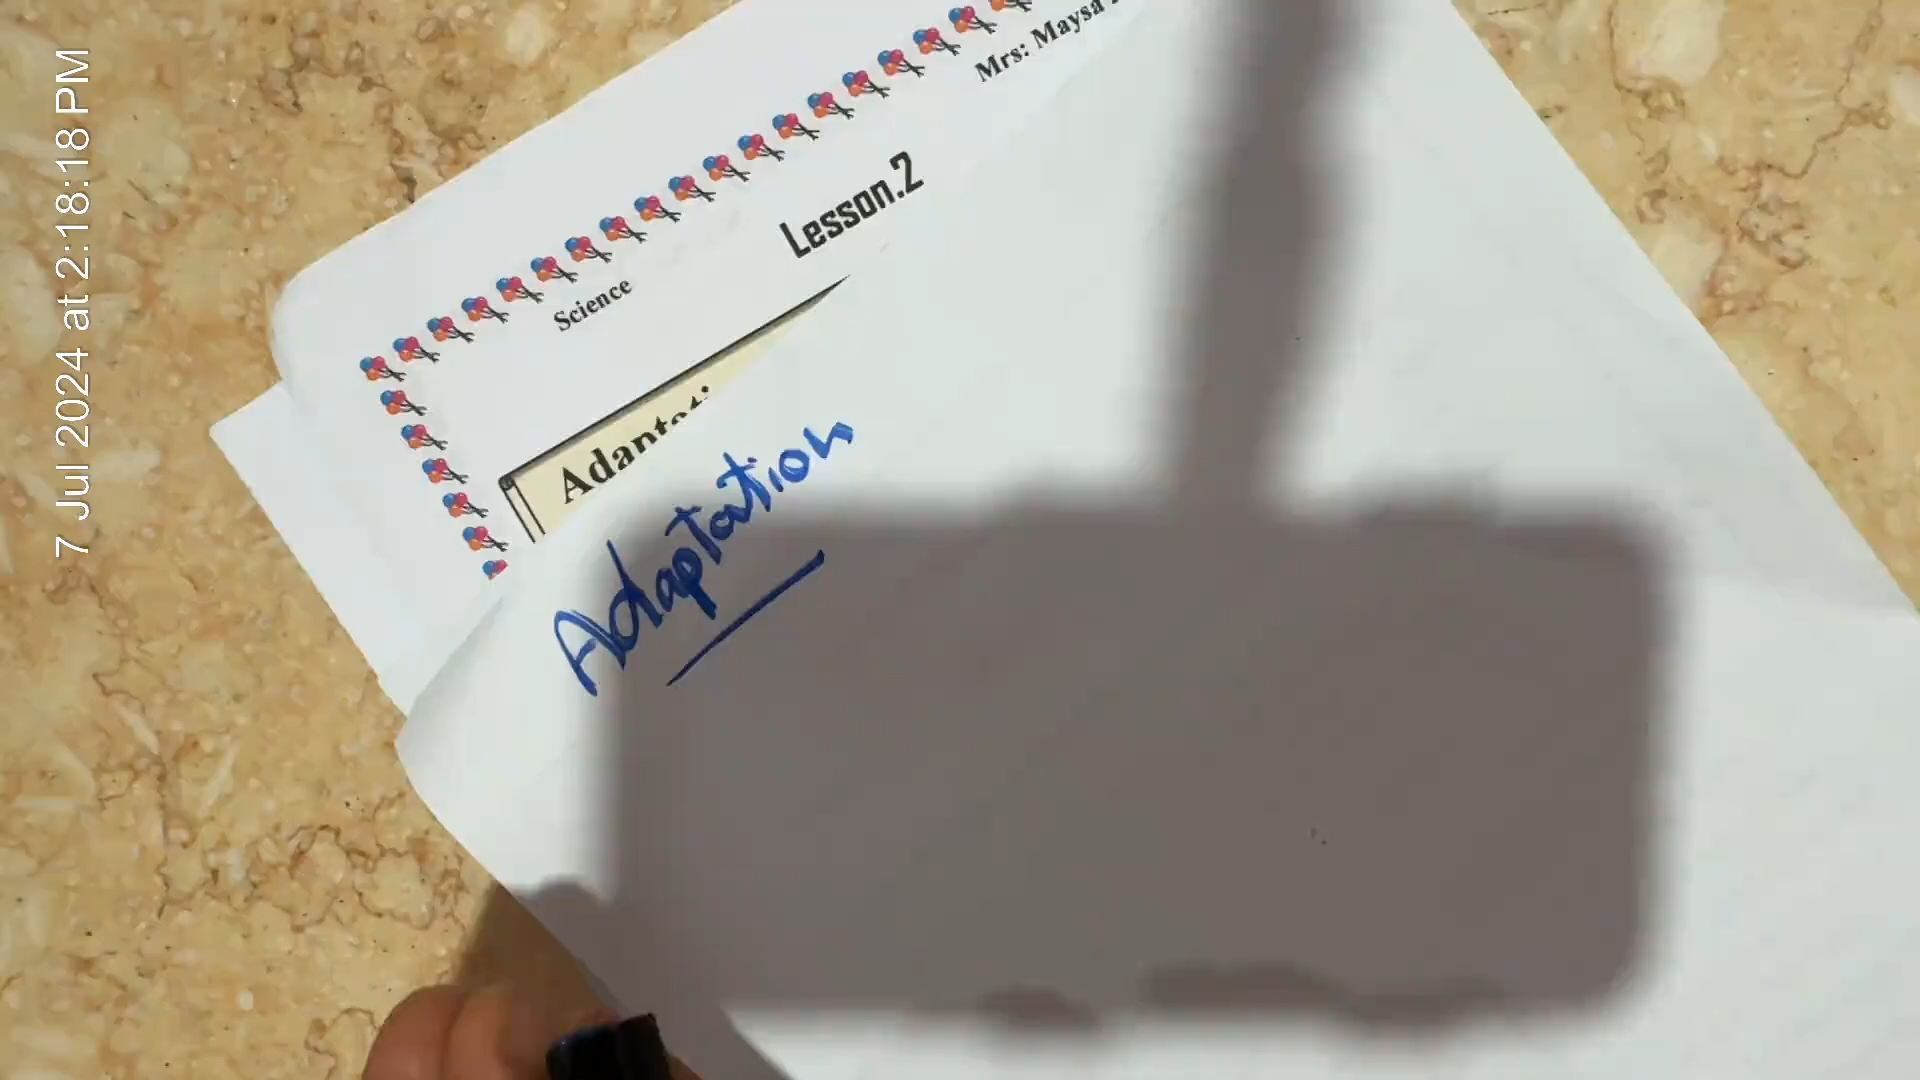 7 Jul 2024 at 2:18:18 PM
Mrs: Maysa
Lesson.2
Science
Adaptation